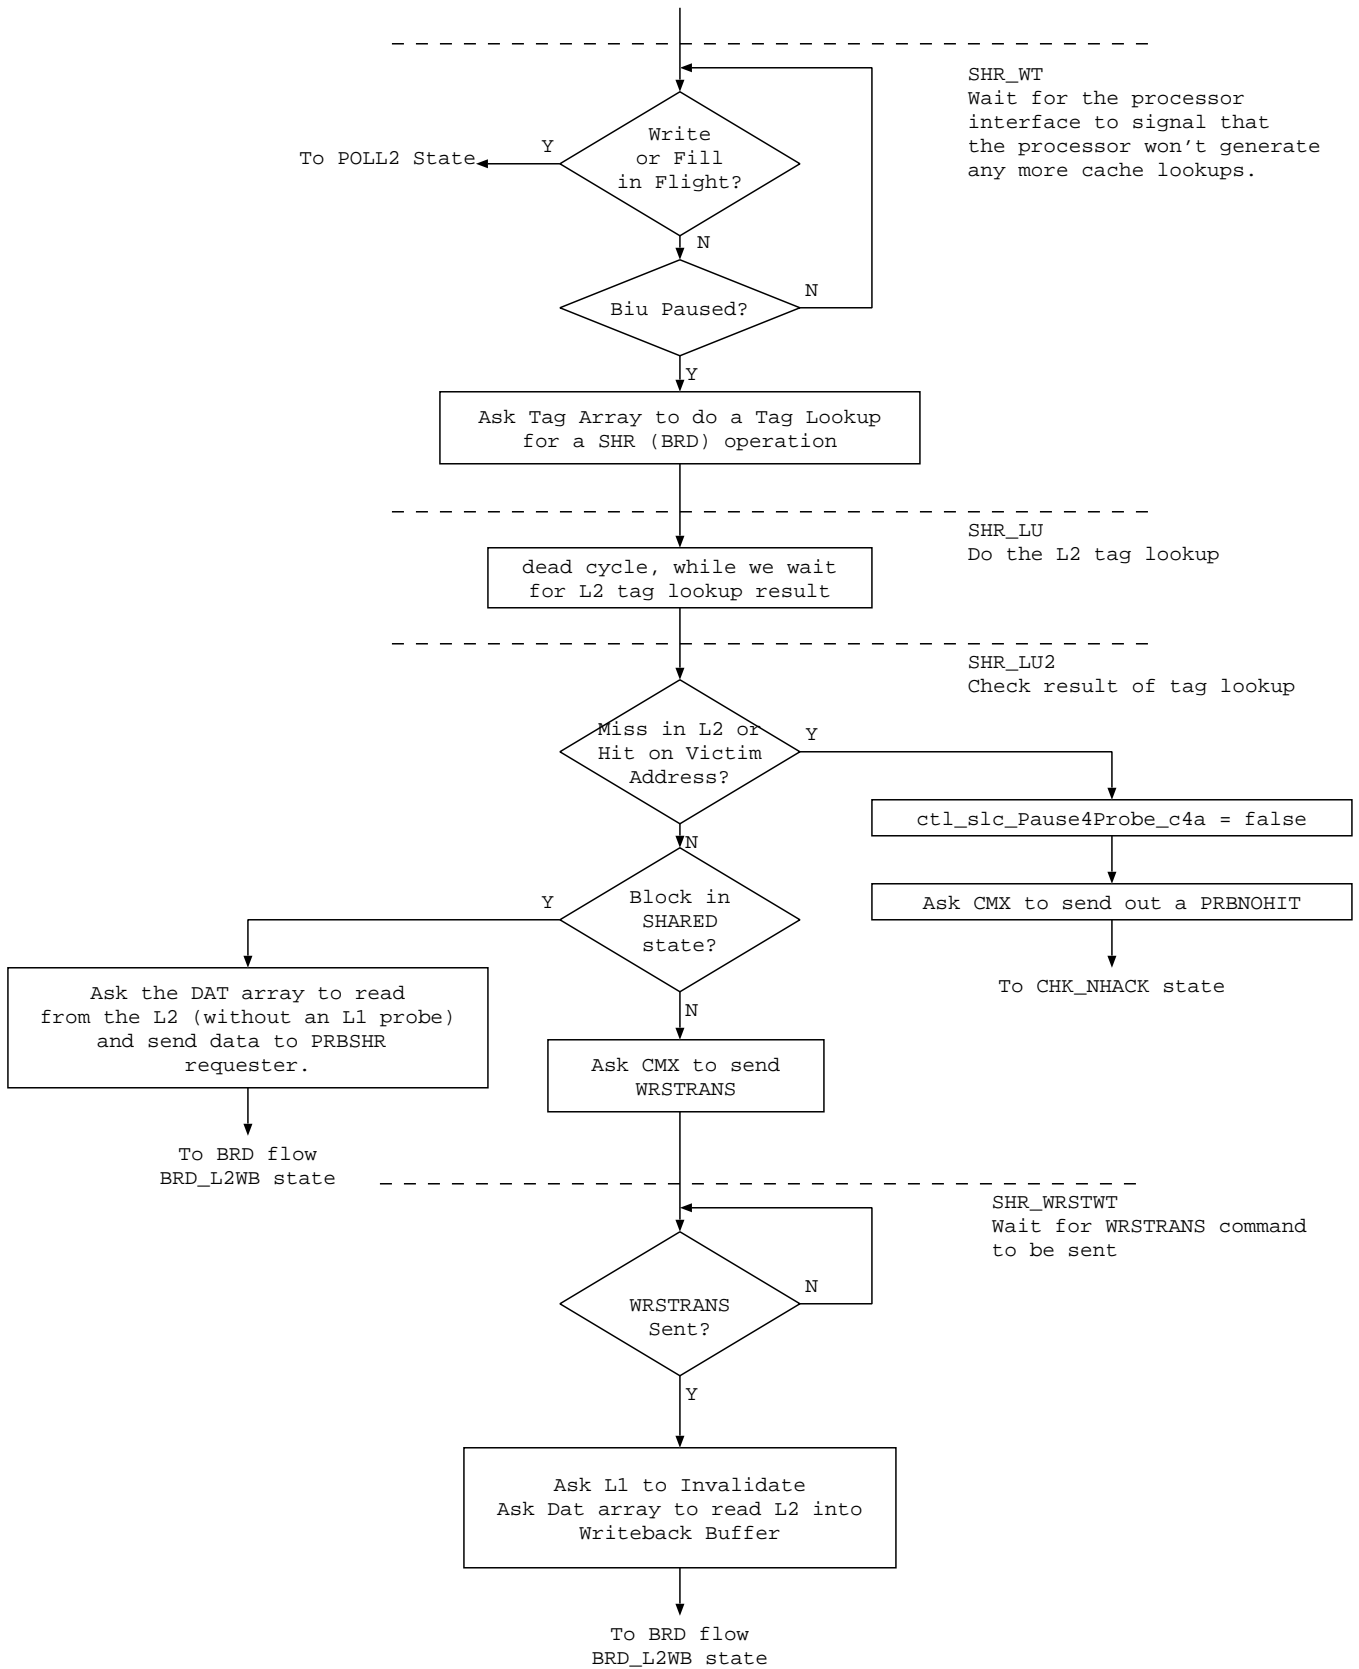 SHR_WT
Wait for the processor
interface to signal that
the processor won't generate
any more cache lookups.
Write
or Fill
in Flight?
Y
To POLL2 State
N
Biu Paused?
N
Y
Ask Tag Array to do a Tag Lookup
for a SHR (BRD) operation
SHR_LU
Do the L2 tag lookup
dead cycle, while we wait
for L2 tag lookup result
SHR_LU2
Check result of tag lookup
Miss in L2 or
Hit on Victim
Address?
Y
ctl_slc_Pause4Probe_c4a = false
N
Ask CMX to send out a PRBNOHIT
To CHK_NHACK state
Block in
SHARED
state?
Y
Ask the DAT array to read
from the L2 (without an L1 probe)
and send data to PRBSHR
requester.
To BRD flow
BRD_L2WB state
N
Ask CMX to send
WRSTRANS
SHR_WRSTWT
Wait for WRSTRANS command
to be sent
WRSTRANS
Sent?
N
Y
Ask L1 to Invalidate
Ask Dat array to read L2 into
Writeback Buffer
To BRD flow
BRD_L2WB state